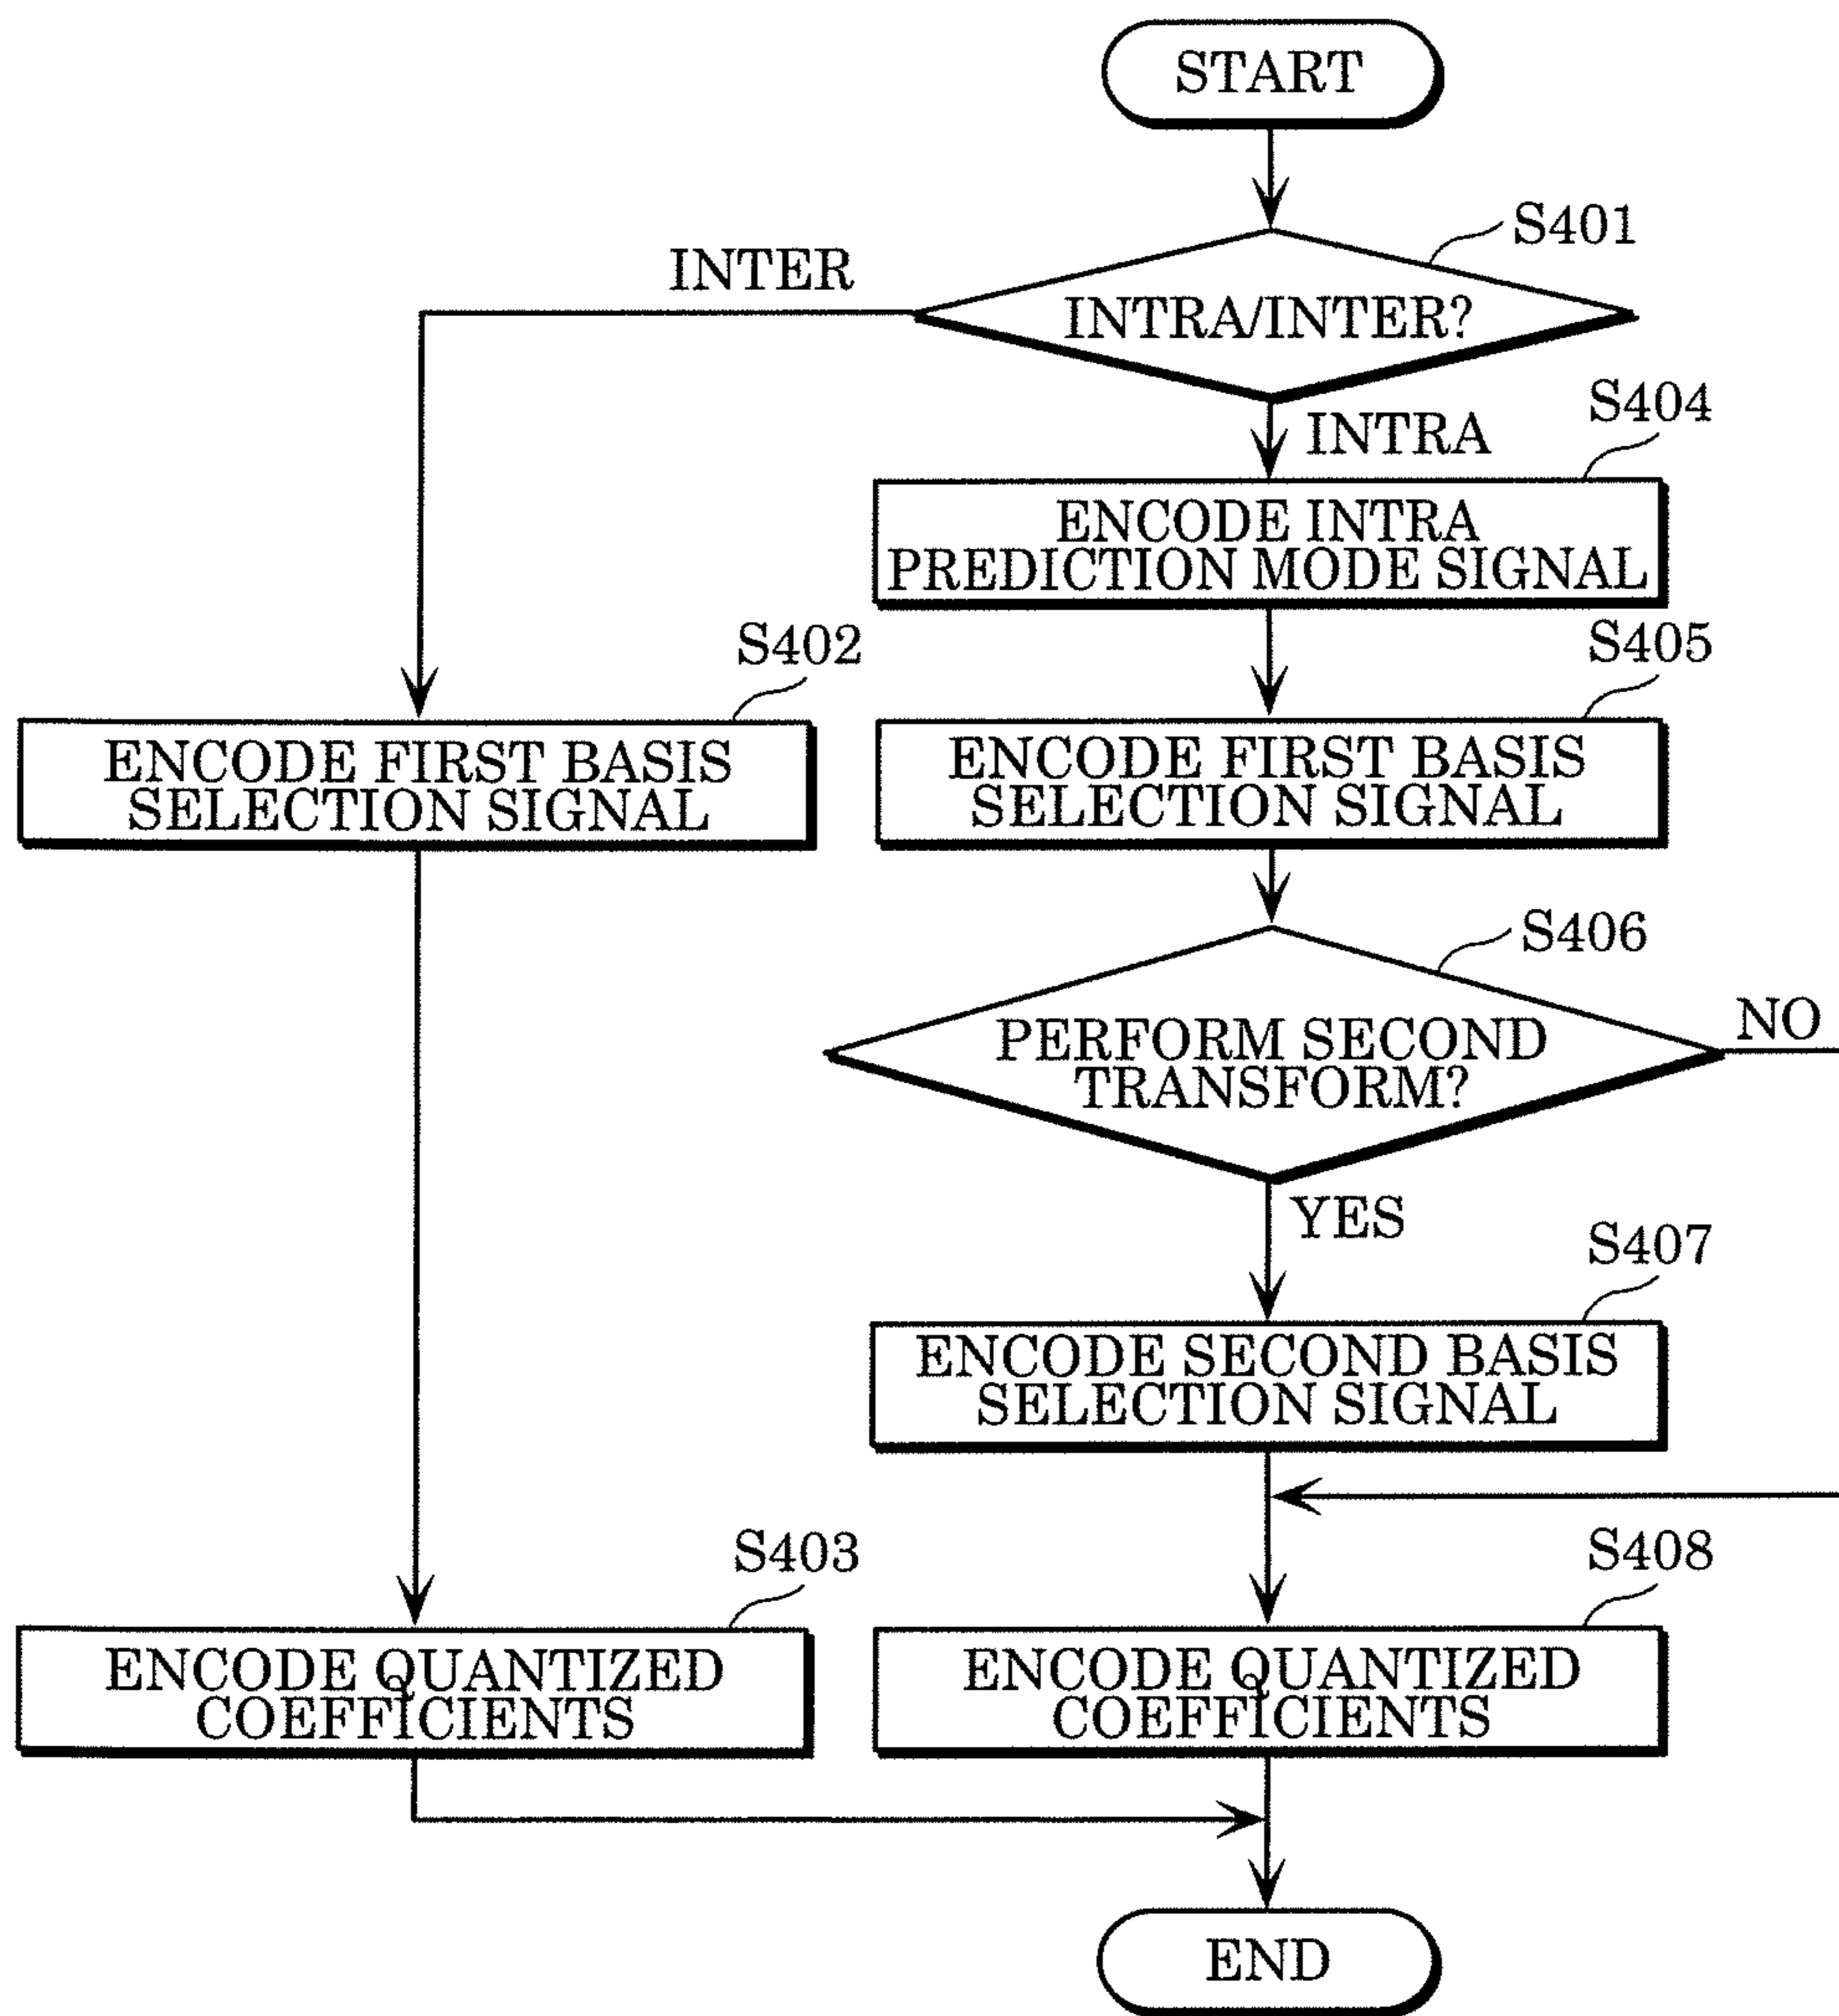 START
S401
INTER
INTRA/INTER?
S404
INTRA
ENCODE INTRA
PREDICTION MODE SIGNAL
S402
S405
ENCODE FIRST BASIS
SELECTION SIGNAL
ENCODE FIRST BASIS
SELECTION SIGNAL
S406
NO
PERFORM SECOND
TRANSFORM?
YES
S407
ENCODE SECOND BASIS
SELECTION SIGNAL
S403
S408
ENCODE QUANTIZED
COEFFICIENTS
ENCODE QUANTIZED
COEFFICIENTS
END